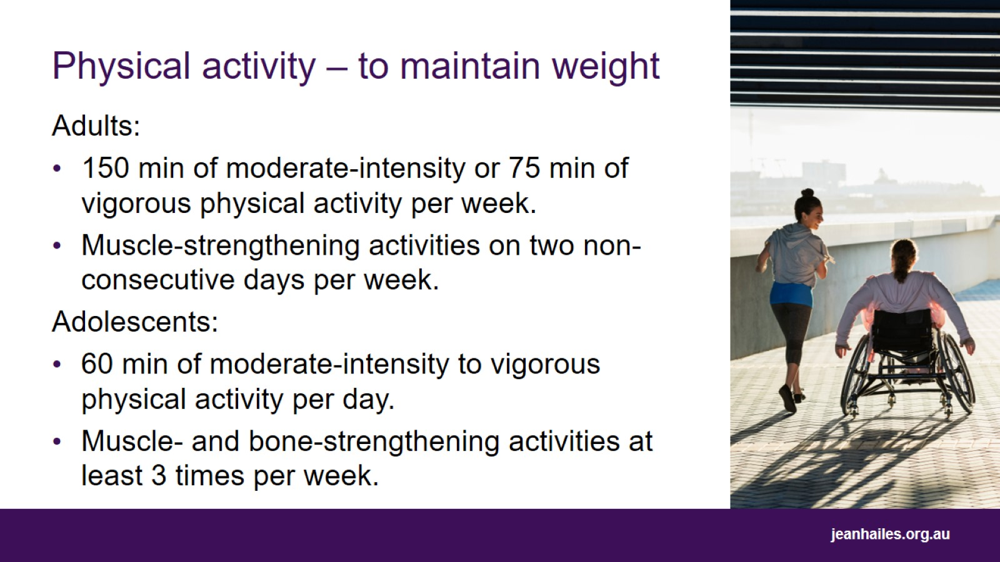 Physical activity – to maintain weight
Adults:
• 150 min of moderate-intensity or 75 min of
vigorous physical activity per week.
• Muscle-strengthening activities on two non-
consecutive days per week.
Adolescents:
• 60 min of moderate-intensity to vigorous
physical activity per day.
• Muscle- and bone-strengthening activities at
least 3 times per week.
jeanhailes.org.au